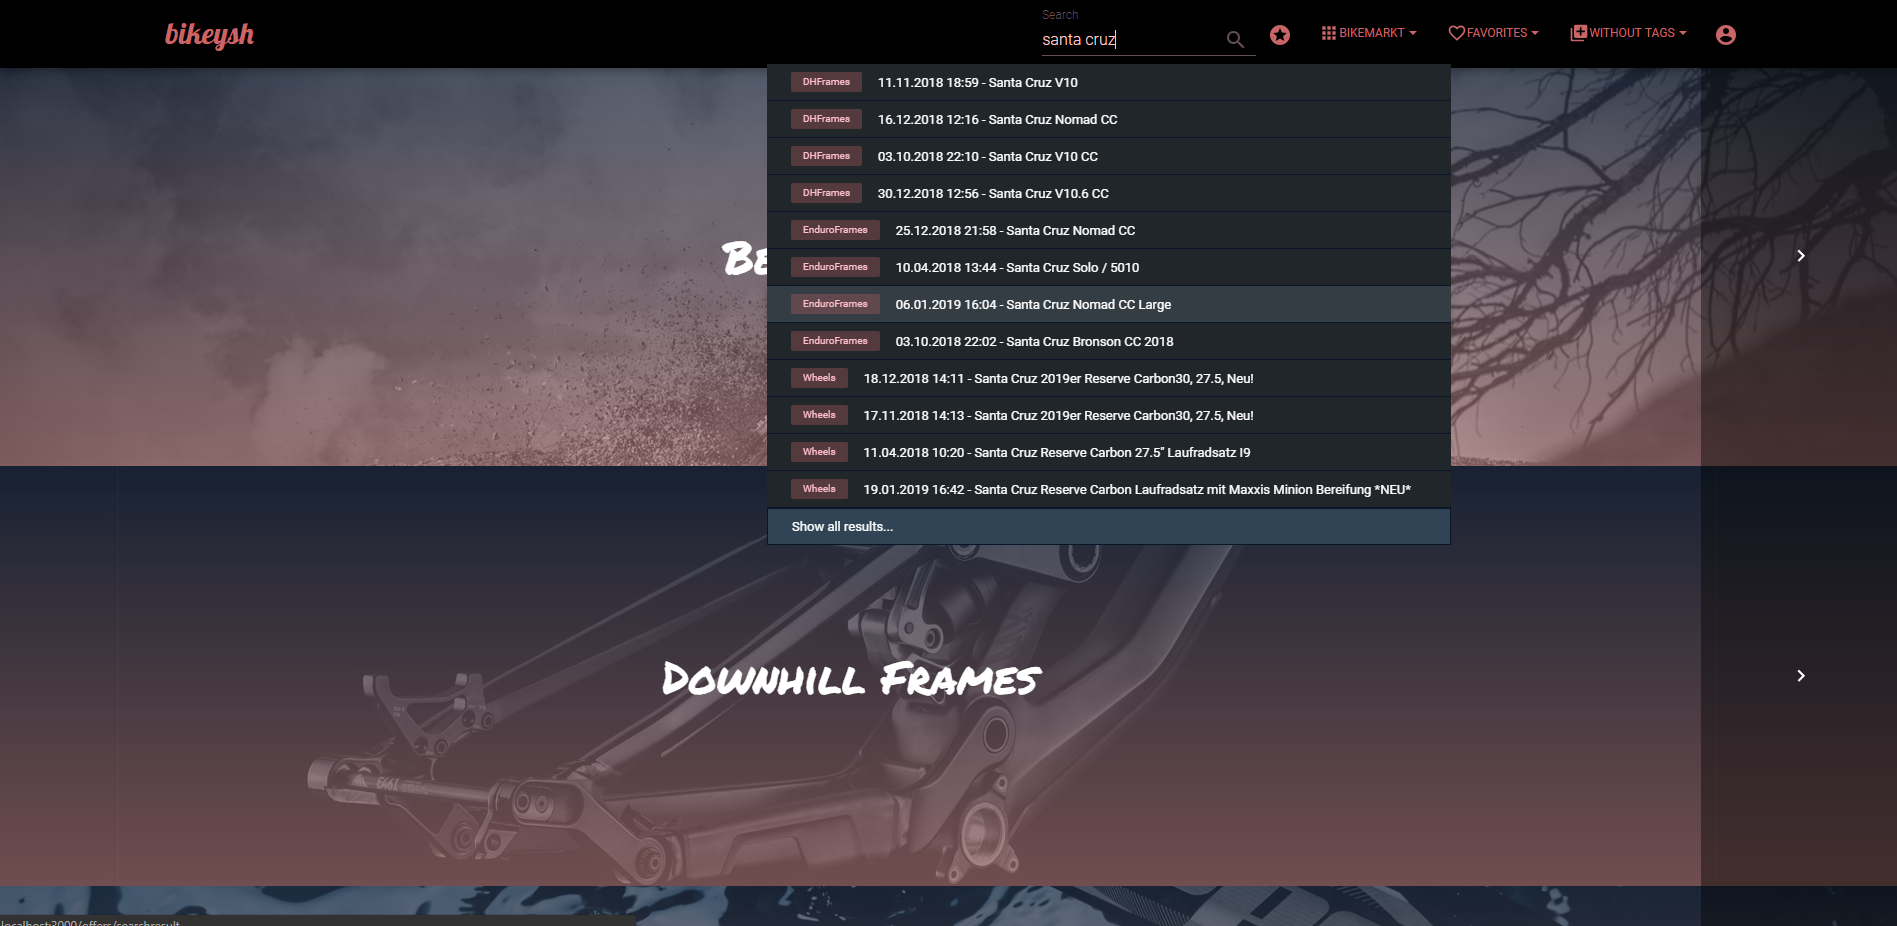 bikeysh
Search
santa cruz
BIKEMARKT
FAVORITES
WITHOUT TAGS
DHFrames 11.11.2018 18:59 - Santa Cruz V10
DHFrames 16.12.2018 12:16 - Santa Cruz Nomad CC
DHFrames 03.10.2018 22:10 - Santa Cruz V10 CC
DHFrames 30.12.2018 12:56 - Santa Cruz V10.6 CC
EnduroFrames 25.12.2018 21:58 - Santa Cruz Nomad CC
Be
EnduroFrames 10.04.2018 13:44 - Santa Cruz Solo / 5010
EnduroFrames 06.01.2019 16:04 - Santa Cruz Nomad CC Large
EnduroFrames 03.10.2018 22:02 - Santa Cruz Bronson CC 2018
Wheels 18.12.2018 14:11 - Santa Cruz 2019er Reserve Carbon30, 27.5, Neu!
Wheels 17.11.2018 14:13 - Santa Cruz 2019er Reserve Carbon30, 27.5, Neu!
Wheels 11.04.2018 10:20 - Santa Cruz Reserve Carbon 27.5" Laufradsatz I9
Wheels 19.01.2019 16:42 - Santa Cruz Reserve Carbon Laufradsatz mit Maxxis Minion Bereifung *NEU*
Show all results...
Downhill Frames
localhost:3000/offers/searchresult